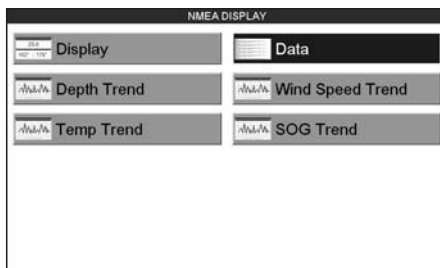 NMEA DISPLAY
Display
Data
Depth Trend
Wind Speed Trend
Temp Trend
SOG Trend